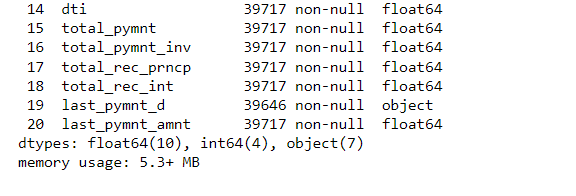 14 dti 39717 non-null float64
15 total_pymnt 39717 non-null float64
16 total_pymnt_inv 39717 non-null float64
17 total_rec_prncp 39717 non-null float64
18 total_rec_int 39717 non-null float64
19 last_pymnt_d 39646 non-null object
20 last_pymnt_amnt 39717 non-null float64
dtypes: float64(10), int64(4), object(7)
memory usage: 5.3+ MB